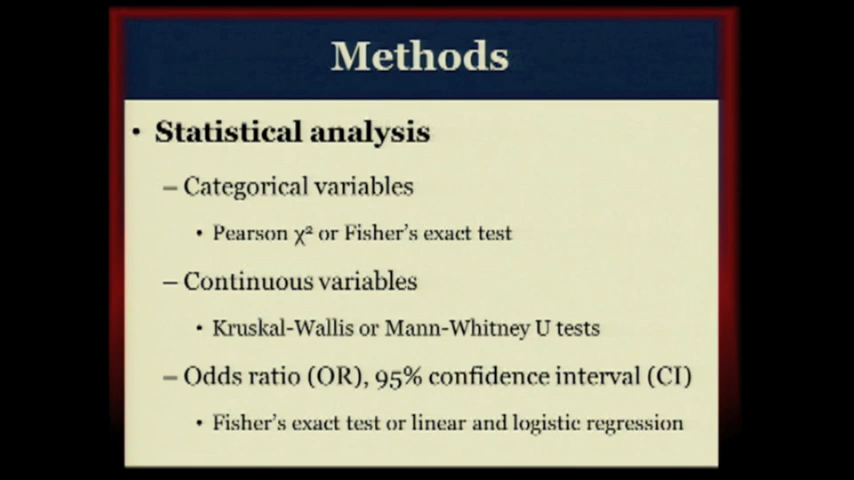 Methods
• Statistical analysis
– Categorical variables
• Pearson χ² or Fisher's exact test
– Continuous variables
• Kruskal-Wallis or Mann-Whitney U tests
– Odds ratio (OR), 95% confidence interval (CI)
• Fisher's exact test or linear and logistic regression